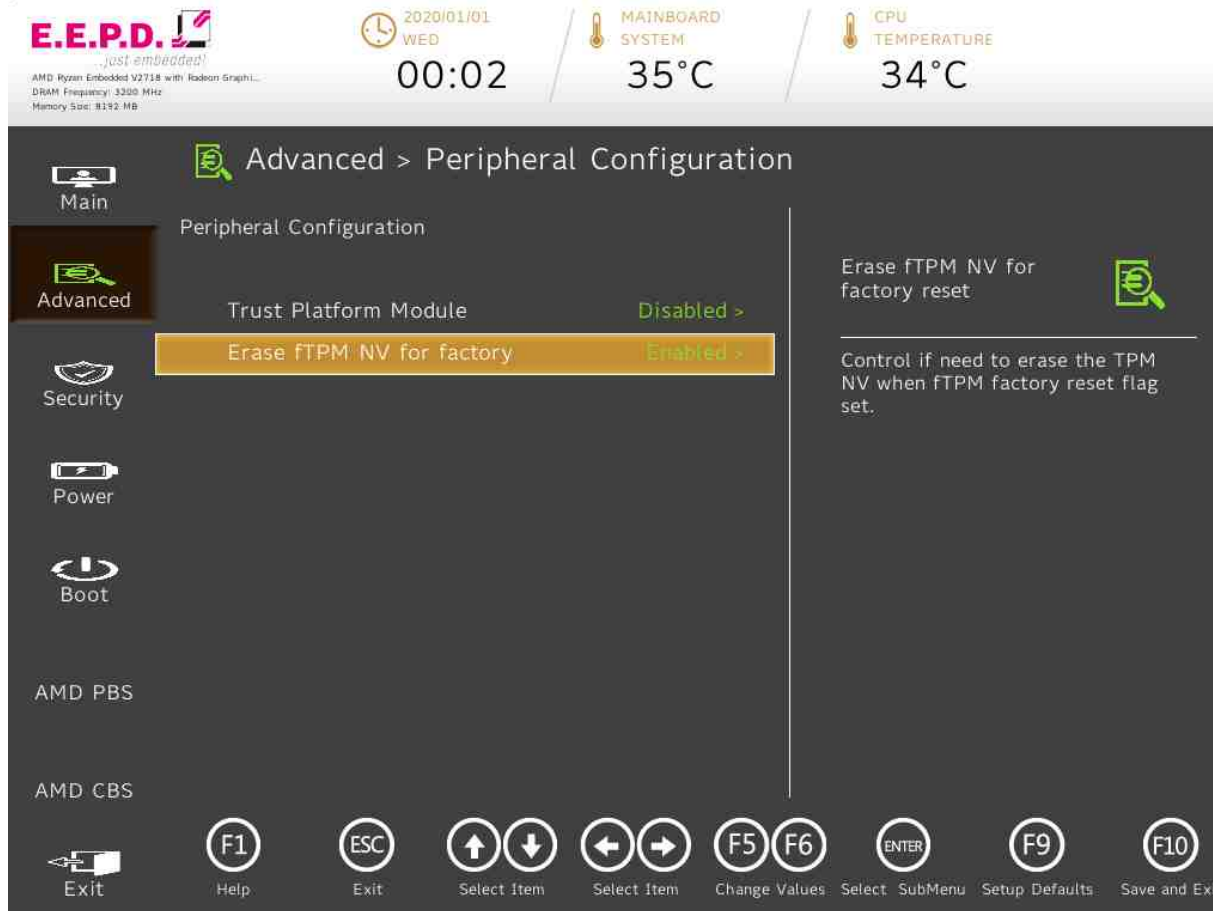 E.E.P.D.
...just embedded!
AMD Ryzen Embedded V2718 with Radeon Graphi...
DRAM Frequency: 3200 MHz
Memory Size: 8192 MB
2020/01/01
WED
00:02
MAINBOARD
SYSTEM
35°C
CPU
TEMPERATURE
34°C
Main
Advanced
Security
Power
Boot
AMD PBS
AMD CBS
Exit
Advanced > Peripheral Configuration
Peripheral Configuration
Trust Platform Module Disabled >
Erase fTPM NV for factory Enabled >
Erase fTPM NV for
factory reset
Control if need to erase the TPM
NV when fTPM factory reset flag
set.
F1 Help
ESC Exit
Select Item
Select Item
F5 F6 Change Values
ENTER Select SubMenu
F9 Setup Defaults
F10 Save and Ex